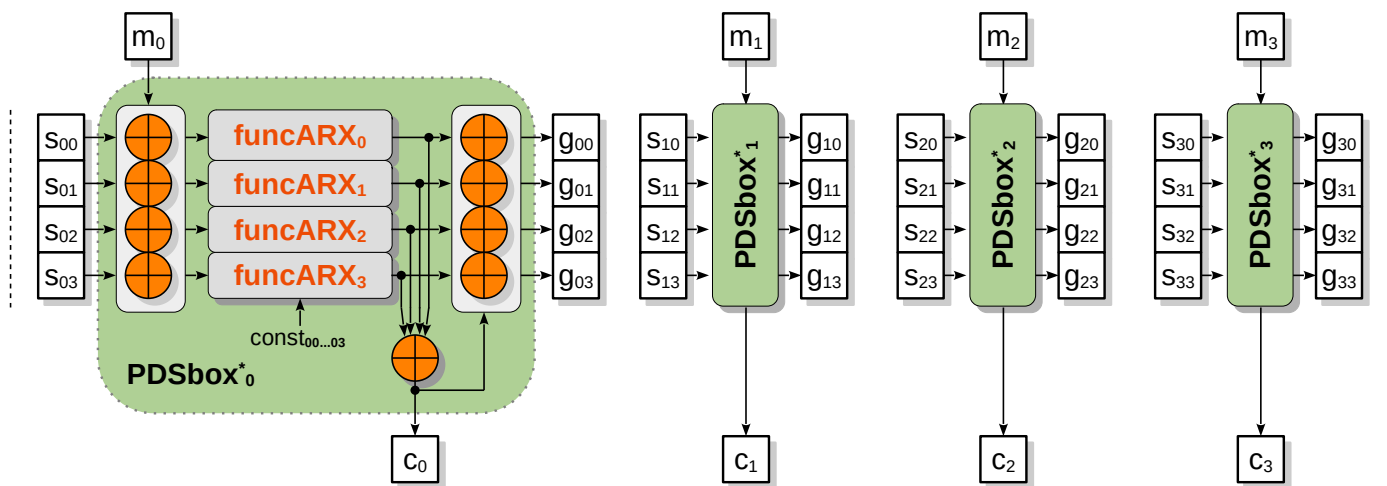 m₀ m₁ m₂ m₃
s₀₀ funcARX₀ g₀₀ s₁₀ g₁₀ s₂₀ g₂₀ s₃₀ g₃₀
s₀₁ funcARX₁ g₀₁ s₁₁ g₁₁ s₂₁ g₂₁ s₃₁ g₃₁
s₀₂ funcARX₂ g₀₂ s₁₂ g₁₂ s₂₂ g₂₂ s₃₂ g₃₂
s₀₃ funcARX₃ g₀₃ s₁₃ g₁₃ s₂₃ g₂₃ s₃₃ g₃₃
PDSbox*₁
PDSbox*₂
PDSbox*₃
const₀₀...₀₃
PDSbox*₀
c₀ c₁ c₂ c₃